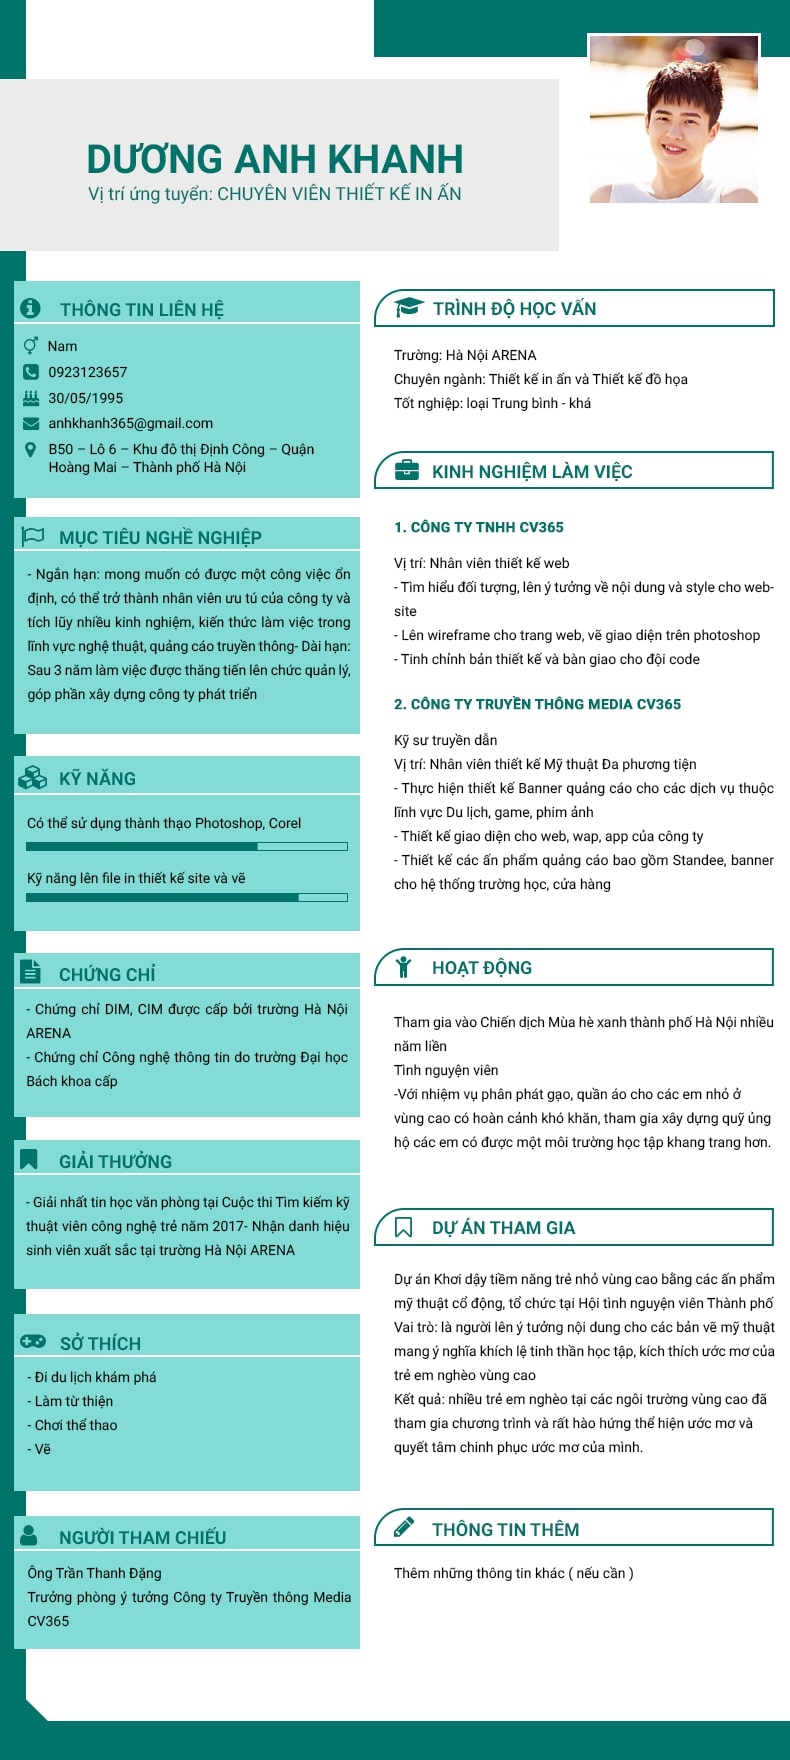 DƯƠNG ANH KHANH
Vị trí ứng tuyển: CHUYÊN VIÊN THIẾT KẾ IN ẤN
THÔNG TIN LIÊN HỆ
Nam
0923123657
30/05/1995
anhkhanh365@gmail.com
B50 – Lô 6 – Khu đô thị Định Công – Quận
Hoàng Mai – Thành phố Hà Nội
MỤC TIÊU NGHỀ NGHIỆP
- Ngắn hạn: mong muốn có được một công việc ổn
định, có thể trở thành nhân viên ưu tú của công ty và
tích lũy nhiều kinh nghiệm, kiến thức làm việc trong
lĩnh vực nghệ thuật, quảng cáo truyền thông- Dài hạn:
Sau 3 năm làm việc được thăng tiến lên chức quản lý,
góp phần xây dựng công ty phát triển
KỸ NĂNG
Có thể sử dụng thành thạo Photoshop, Corel
Kỹ năng lên file in thiết kế site và vẽ
CHỨNG CHỈ
- Chứng chỉ DIM, CIM được cấp bởi trường Hà Nội
ARENA
- Chứng chỉ Công nghệ thông tin do trường Đại học
Bách khoa cấp
GIẢI THƯỞNG
- Giải nhất tin học văn phòng tại Cuộc thi Tìm kiếm kỹ
thuật viên công nghệ trẻ năm 2017- Nhận danh hiệu
sinh viên xuất sắc tại trường Hà Nội ARENA
SỞ THÍCH
- Đi du lịch khám phá
- Làm từ thiện
- Chơi thể thao
- Vẽ
NGƯỜI THAM CHIẾU
Ông Trần Thanh Đặng
Trưởng phòng ý tưởng Công ty Truyền thông Media
CV365
TRÌNH ĐỘ HỌC VẤN
Trường: Hà Nội ARENA
Chuyên ngành: Thiết kế in ấn và Thiết kế đồ họa
Tốt nghiệp: loại Trung bình - khá
KINH NGHIỆM LÀM VIỆC
1. CÔNG TY TNHH CV365
Vị trí: Nhân viên thiết kế web
- Tìm hiểu đối tượng, lên ý tưởng về nội dung và style cho web-
site
- Lên wireframe cho trang web, vẽ giao diện trên photoshop
- Tinh chỉnh bản thiết kế và bàn giao cho đội code
2. CÔNG TY TRUYỀN THÔNG MEDIA CV365
Kỹ sư truyền dẫn
Vị trí: Nhân viên thiết kế Mỹ thuật Đa phương tiện
- Thực hiện thiết kế Banner quảng cáo cho các dịch vụ thuộc
lĩnh vực Du lịch, game, phim ảnh
- Thiết kế giao diện cho web, wap, app của công ty
- Thiết kế các ấn phẩm quảng cáo bao gồm Standee, banner
cho hệ thống trường học, cửa hàng
HOẠT ĐỘNG
Tham gia vào Chiến dịch Mùa hè xanh thành phố Hà Nội nhiều
năm liền
Tình nguyện viên
-Với nhiệm vụ phân phát gạo, quần áo cho các em nhỏ ở
vùng cao có hoàn cảnh khó khăn, tham gia xây dựng quỹ ủng
hộ các em có được một môi trường học tập khang trang hơn.
DỰ ÁN THAM GIA
Dự án Khơi dậy tiềm năng trẻ nhỏ vùng cao bằng các ấn phẩm
mỹ thuật cổ động, tổ chức tại Hội tình nguyện viên Thành phố
Vai trò: là người lên ý tưởng nội dung cho các bản vẽ mỹ thuật
mang ý nghĩa khích lệ tinh thần học tập, kích thích ước mơ của
trẻ em nghèo vùng cao
Kết quả: nhiều trẻ em nghèo tại các ngôi trường vùng cao đã
tham gia chương trình và rất hào hứng thể hiện ước mơ và
quyết tâm chinh phục ước mơ của mình.
THÔNG TIN THÊM
Thêm những thông tin khác ( nếu cần )